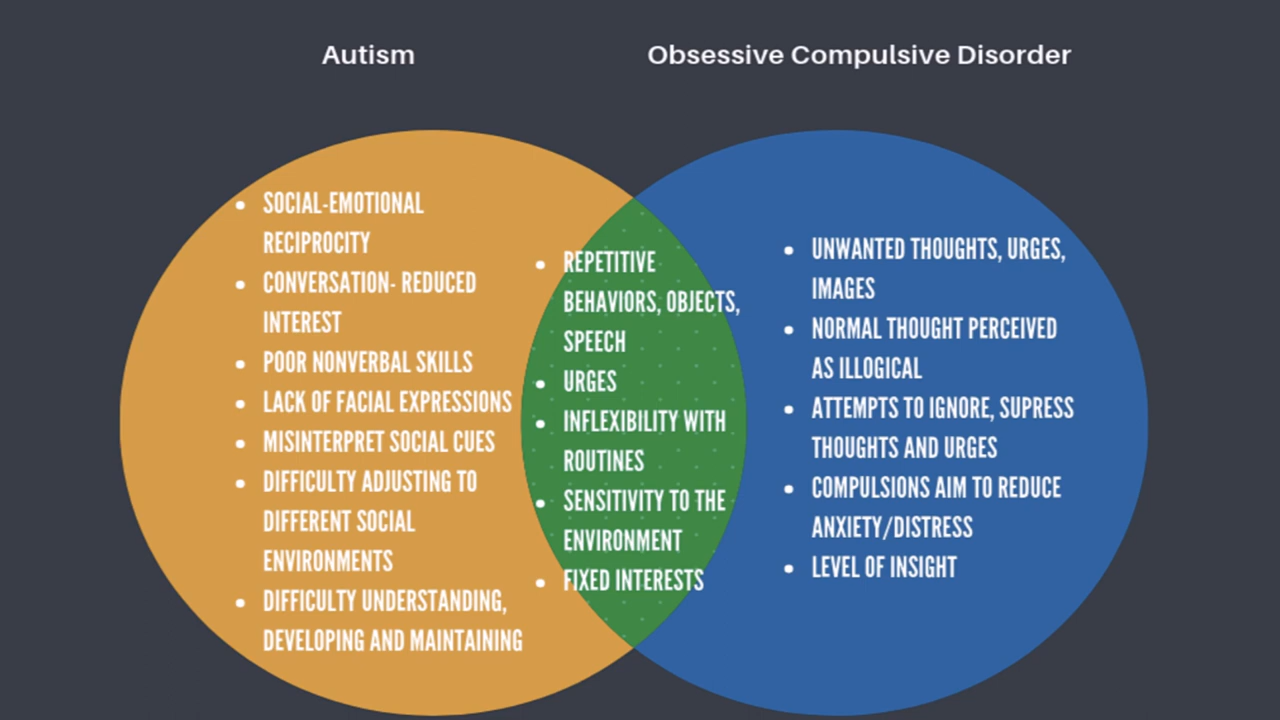 Autism
Obsessive Compulsive Disorder
SOCIAL-EMOTIONAL
RECIPROCITY
CONVERSATION- REDUCED
INTEREST
POOR NONVERBAL SKILLS
LACK OF FACIAL EXPRESSIONS
MISINTERPRET SOCIAL CUES
DIFFICULTY ADJUSTING TO
DIFFERENT SOCIAL
ENVIRONMENTS
DIFFICULTY UNDERSTANDING,
DEVELOPING AND MAINTAINING
REPETITIVE
BEHAVIORS, OBJECTS,
SPEECH
URGES
INFLEXIBILITY WITH
ROUTINES
SENSITIVITY TO THE
ENVIRONMENT
FIXED INTERESTS
UNWANTED THOUGHTS, URGES,
IMAGES
NORMAL THOUGHT PERCEIVED
AS ILLOGICAL
ATTEMPTS TO IGNORE, SUPRESS
THOUGHTS AND URGES
COMPULSIONS AIM TO REDUCE
ANXIETY/DISTRESS
LEVEL OF INSIGHT